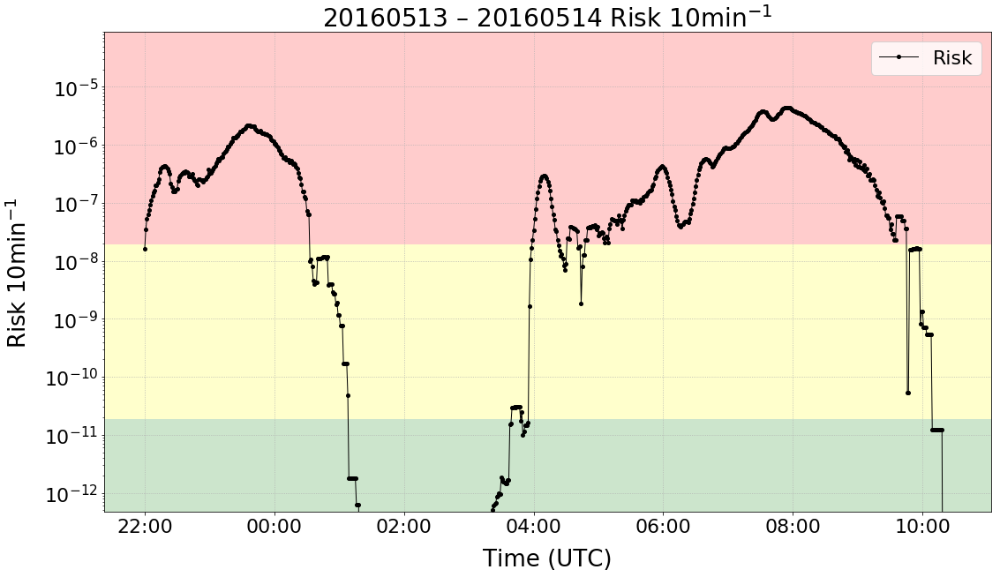 20160513 – 20160514 Risk 10min⁻¹
Risk
Risk 10min⁻¹
10⁻⁵
10⁻⁶
10⁻⁷
10⁻⁸
10⁻⁹
10⁻¹⁰
10⁻¹¹
10⁻¹²
22:00 00:00 02:00 04:00 06:00 08:00 10:00
Time (UTC)